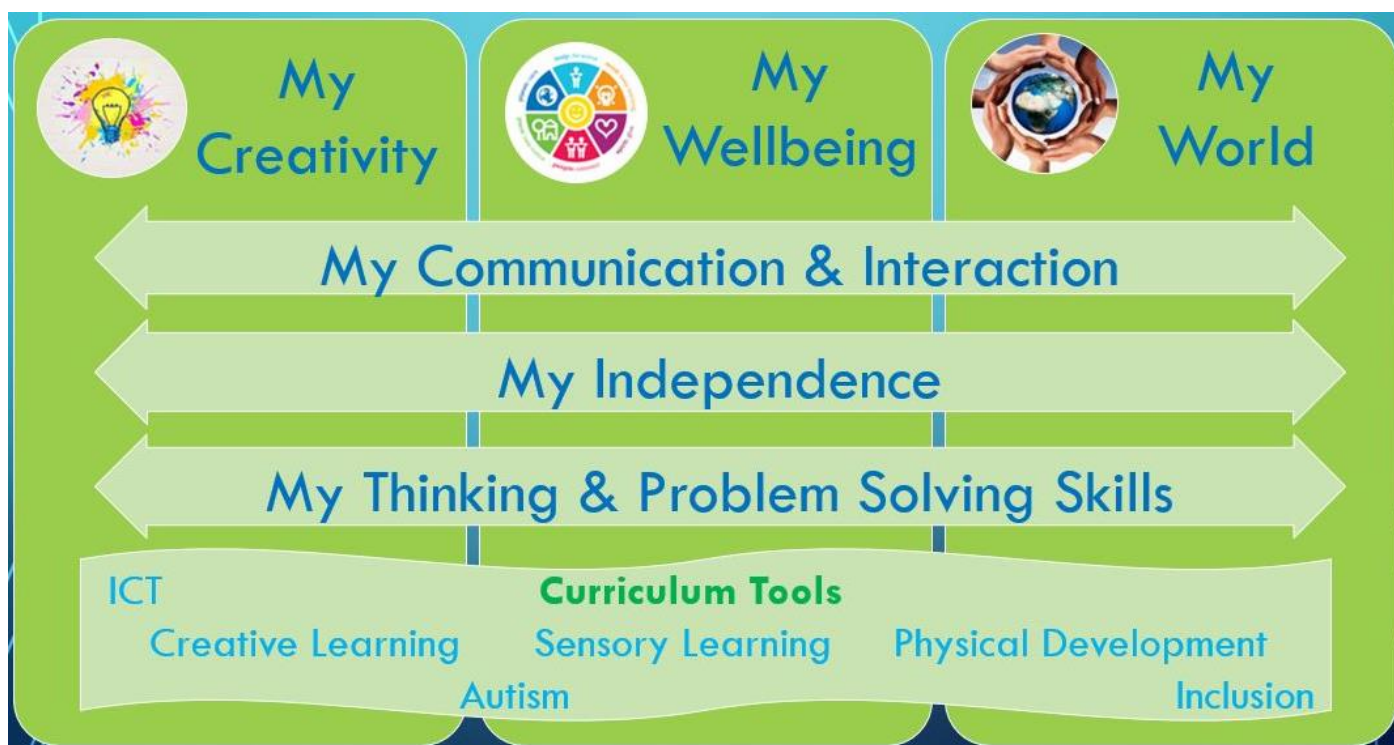 My
Creativity
My
Wellbeing
My
World
My Communication & Interaction
My Independence
My Thinking & Problem Solving Skills
ICT Curriculum Tools
Creative Learning Sensory Learning Physical Development
Autism Inclusion